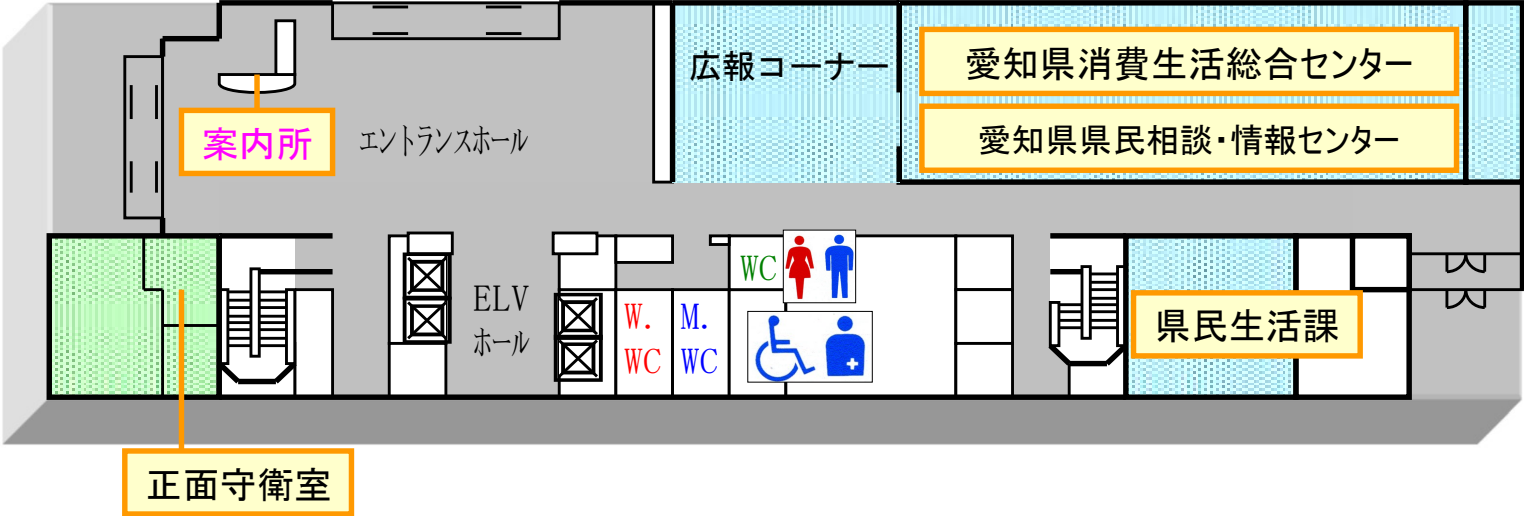 広報コーナー
愛知県消費生活総合センター
愛知県県民相談・情報センター
案内所
エントランスホール
WC
ELV
ホール
W.
WC
M.
WC
県民生活課
正面守衛室